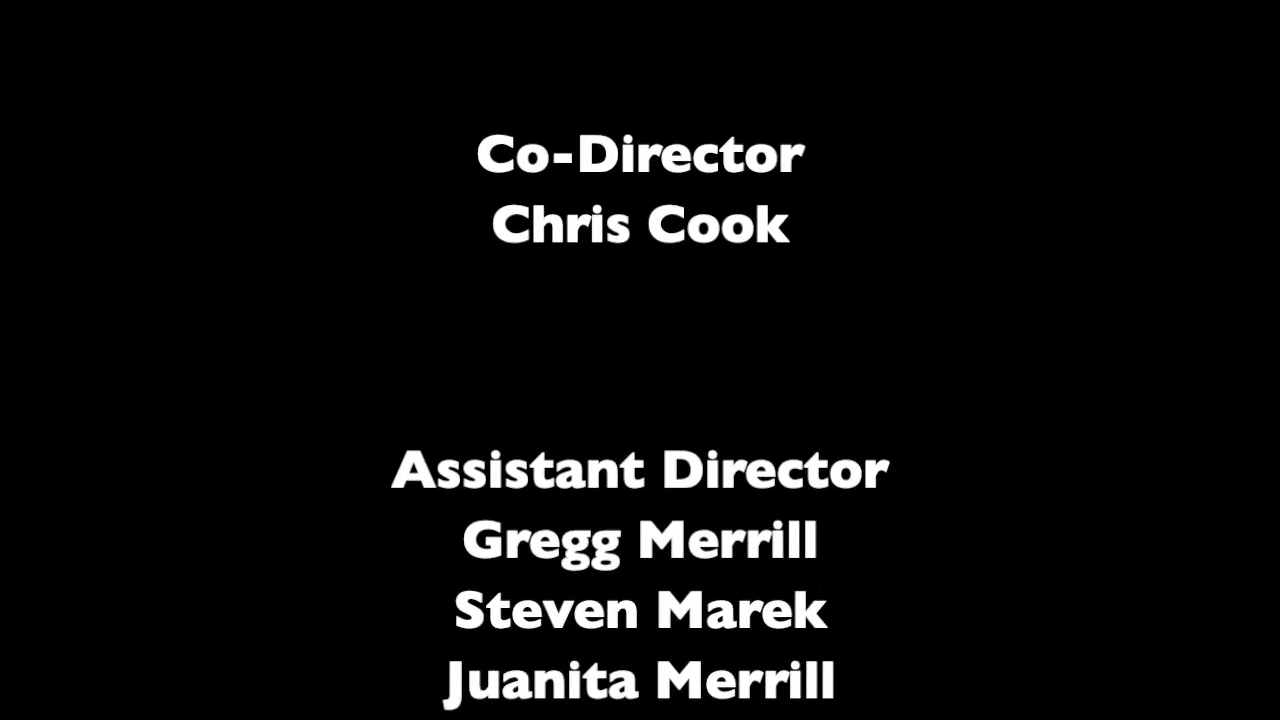 Co-Director
Chris Cook
Assistant Director
Gregg Merrill
Steven Marek
Juanita Merrill